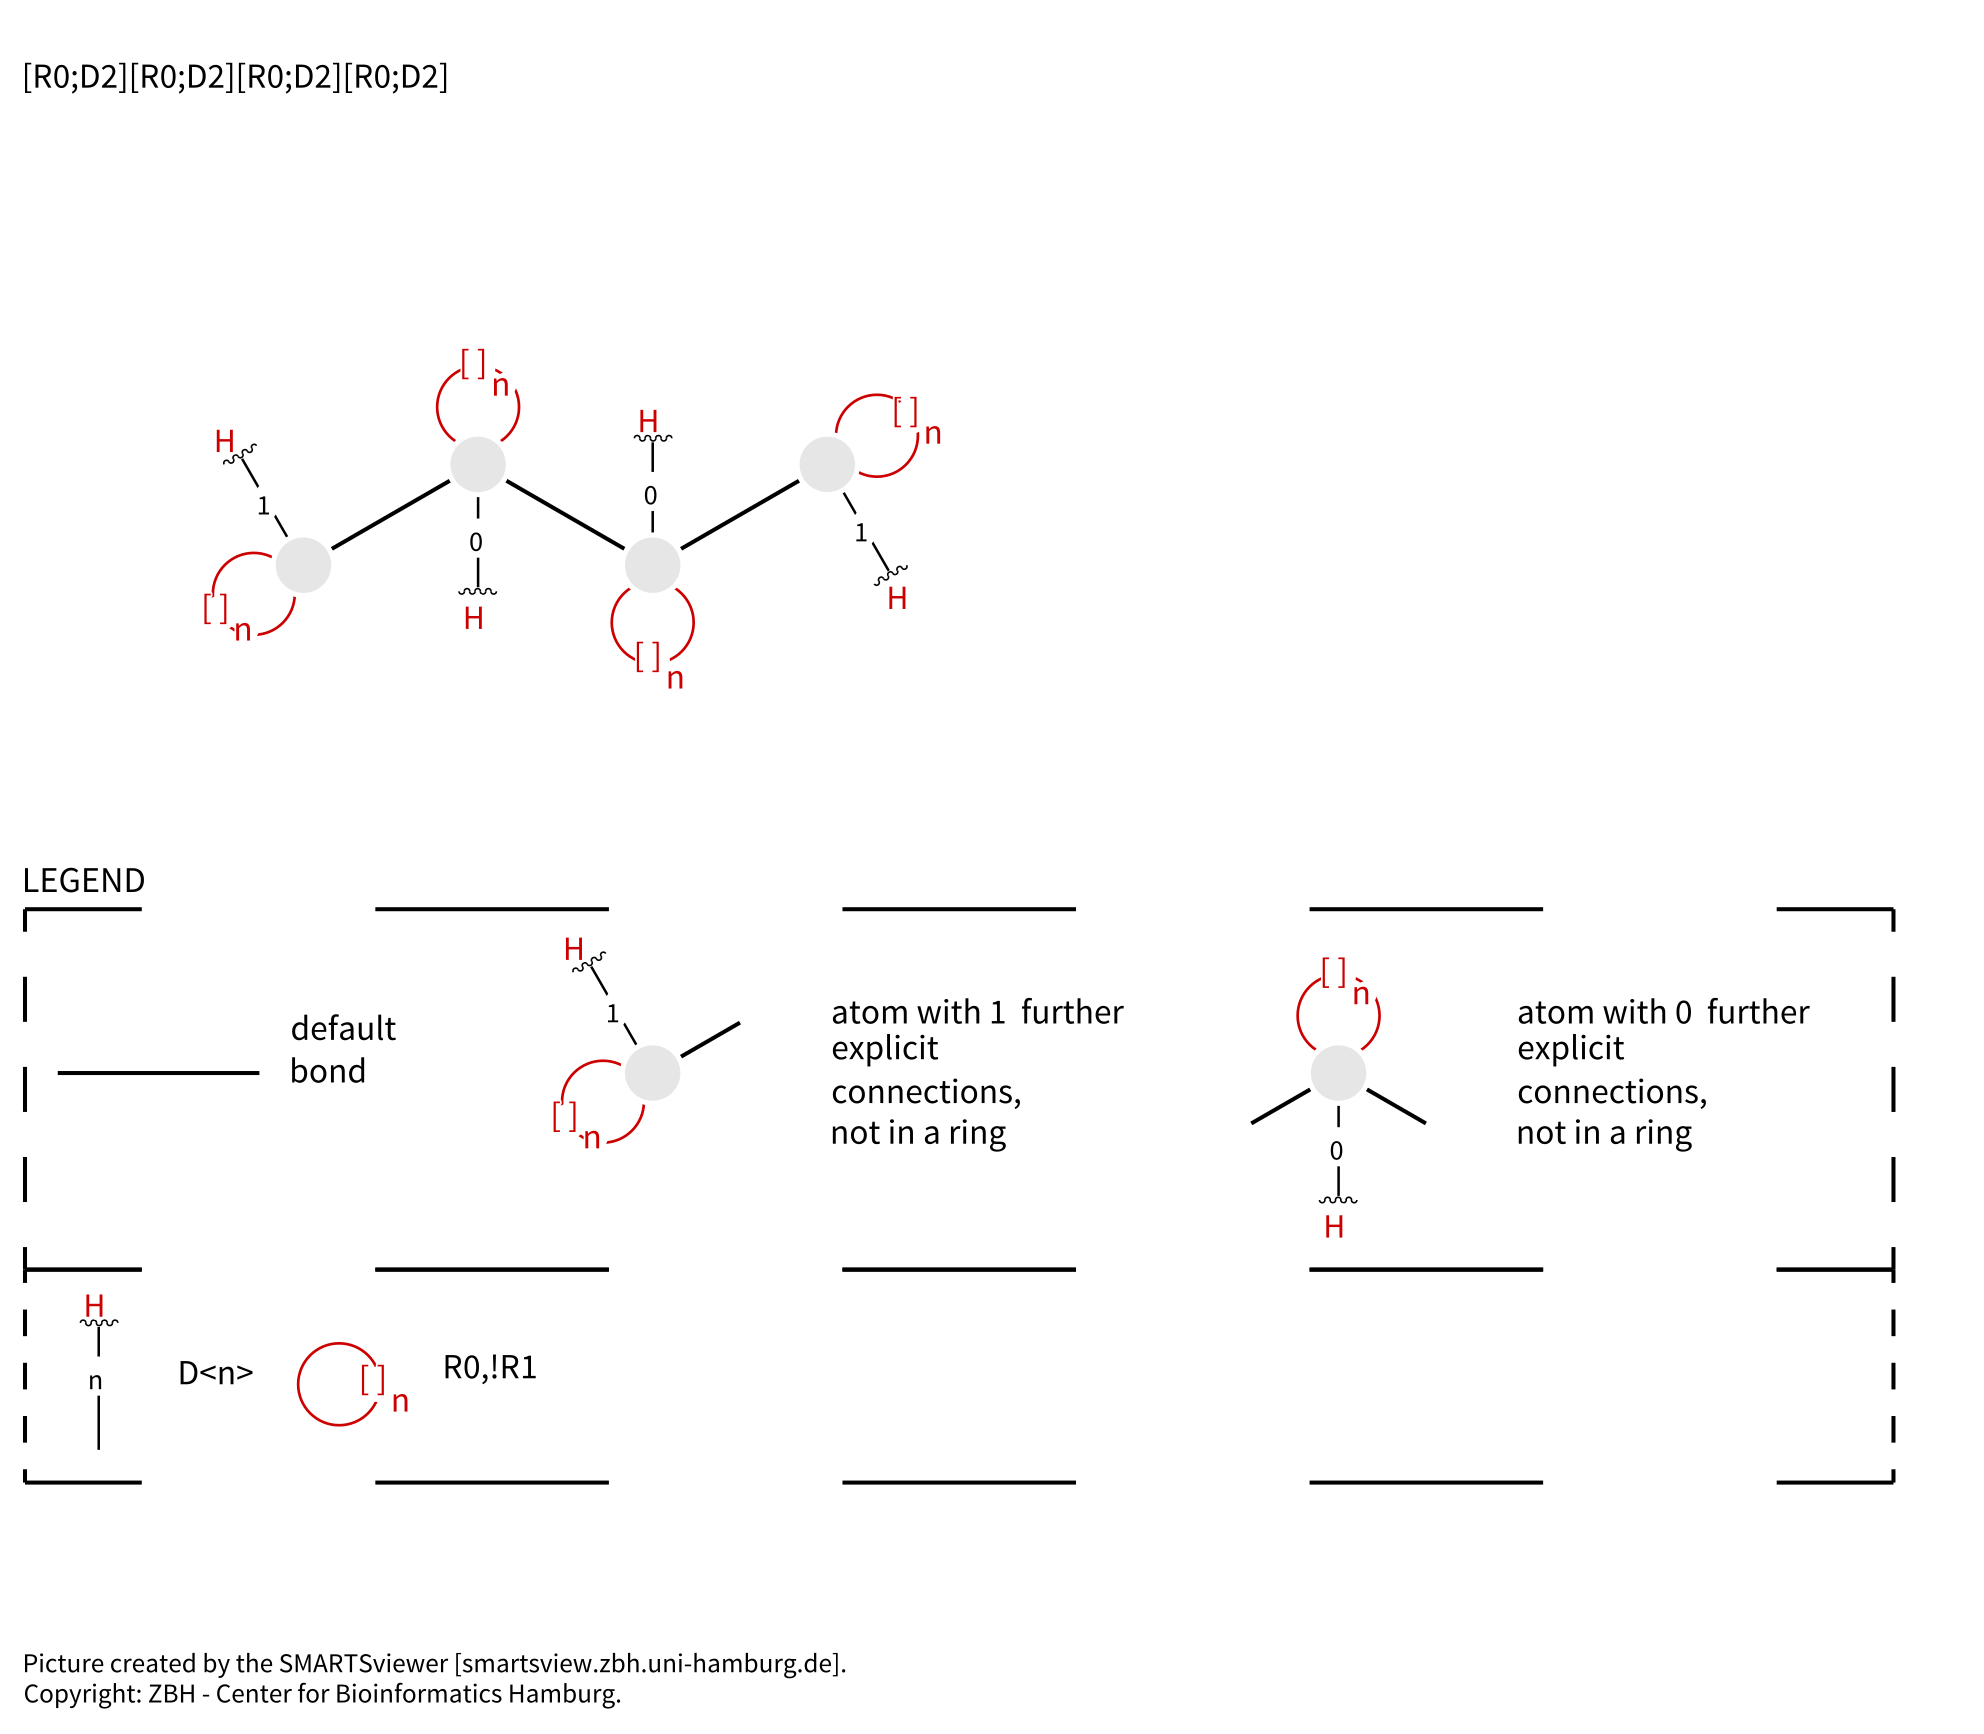 [R0;D2][R0;D2][R0;D2][R0;D2]
[ ]n
H
H
[ ]n
1
0
0
1
H
[ ]n
H
[ ]n
LEGEND
default
bond
H
1
[ ]n
atom with 1 further
explicit
connections,
not in a ring
[ ]n
0
H
atom with 0 further
explicit
connections,
not in a ring
H
n
D<n>
[ ]n
R0,!R1
Picture created by the SMARTSviewer [smartsview.zbh.uni-hamburg.de].
Copyright: ZBH - Center for Bioinformatics Hamburg.